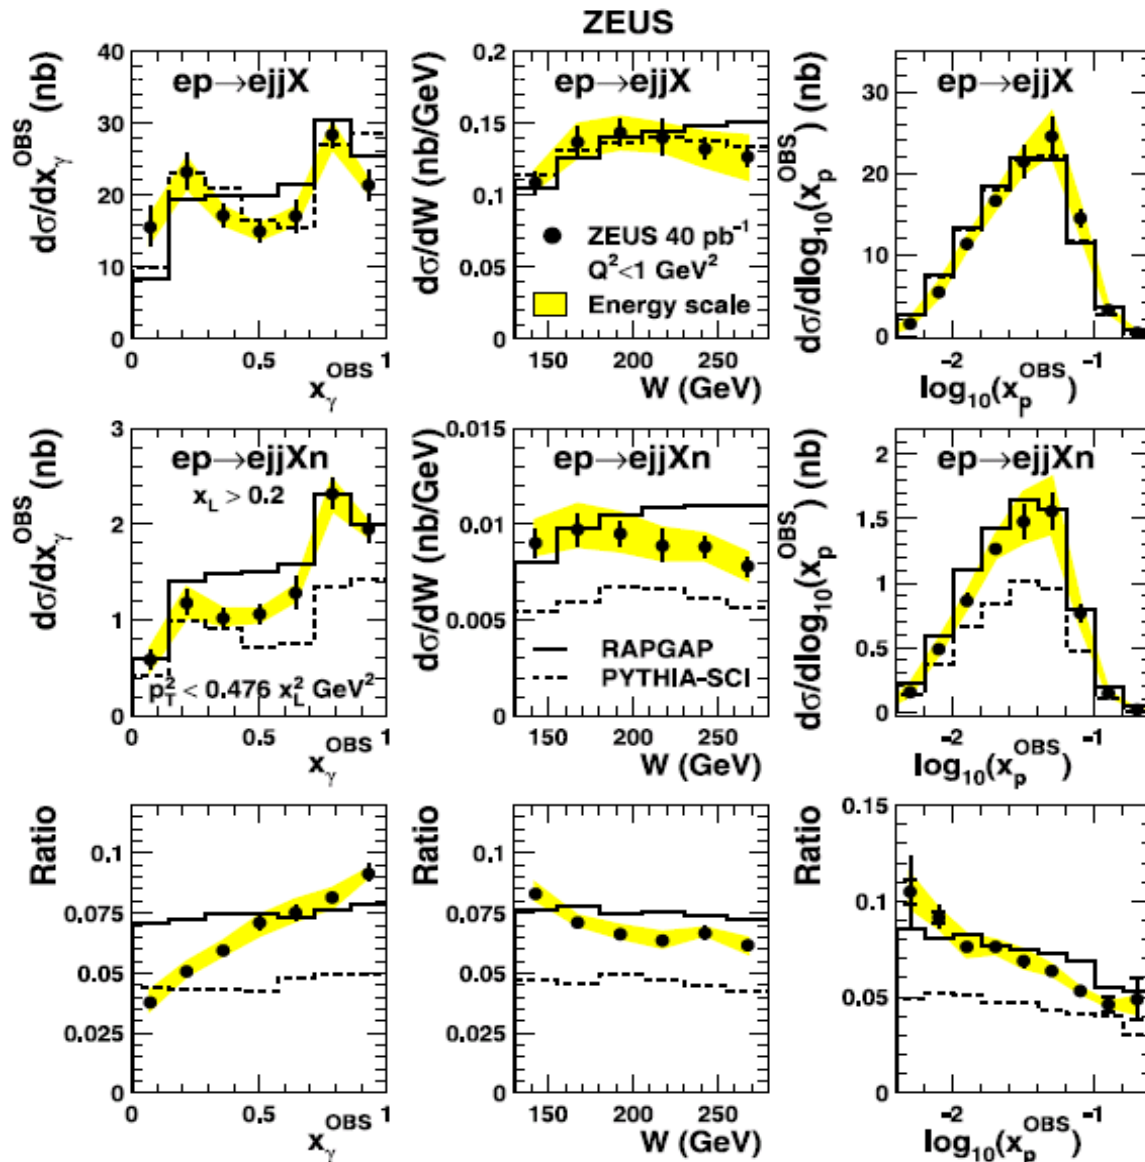 ZEUS
dσ/dx_γ^OBS (nb)
40
30
20
10
0
ep→ejjX
0
0.5
1
x_γ^OBS
dσ/dW (nb/GeV)
0.2
0.15
0.1
0.05
0
ep→ejjX
ZEUS 40 pb⁻¹
Q²<1 GeV²
Energy scale
150
200
250
W (GeV)
dσ/dlog₁₀(x_p^OBS) (nb)
30
20
10
0
ep→ejjX
-2
-1
log₁₀(x_p^OBS)
dσ/dx_γ^OBS (nb)
3
2
1
0
ep→ejjXn
x_L > 0.2
p_T² < 0.476 x_L² GeV²
0
0.5
1
x_γ^OBS
dσ/dW (nb/GeV)
0.015
0.01
0.005
0
ep→ejjXn
RAPGAP
PYTHIA-SCI
150
200
250
W (GeV)
dσ/dlog₁₀(x_p^OBS) (nb)
2
1.5
1
0.5
0
ep→ejjXn
-2
-1
log₁₀(x_p^OBS)
Ratio
0.1
0.075
0.05
0.025
0
0
0.5
1
x_γ^OBS
Ratio
0.1
0.075
0.05
0.025
0
150
200
250
W (GeV)
Ratio
0.15
0.1
0.05
0
-2
-1
log₁₀(x_p^OBS)